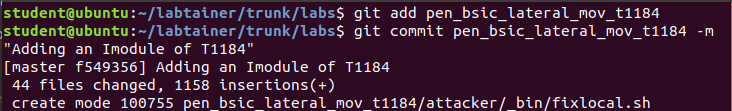 student@ubuntu:~/labtainer/trunk/labs$ git add pen_bsic_lateral_mov_t1184
student@ubuntu:~/labtainer/trunk/labs$ git commit pen_bsic_lateral_mov_t1184 -m
"Adding an Imodule of T1184"
[master f549356] Adding an Imodule of T1184
 44 files changed, 1158 insertions(+)
 create mode 100755 pen_bsic_lateral_mov_t1184/attacker/_bin/fixlocal.sh